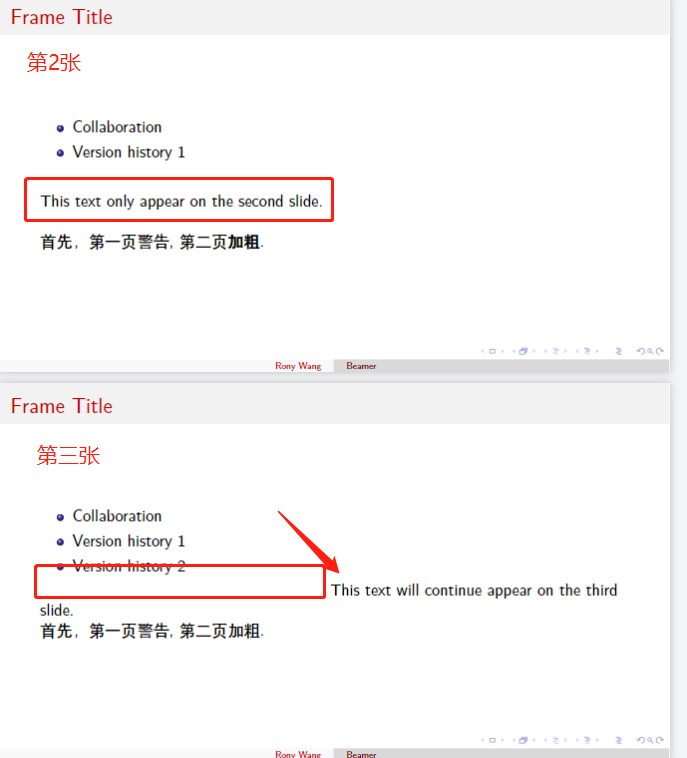 Frame Title
第2张
Collaboration
Version history 1
This text only appear on the second slide.
首先，第一页警告, 第二页加粗.
Rony Wang Beamer
Frame Title
第三张
Collaboration
Version history 1
Version history 2
This text will continue appear on the third
slide.
首先，第一页警告, 第二页加粗.
Rony Wang Beamer